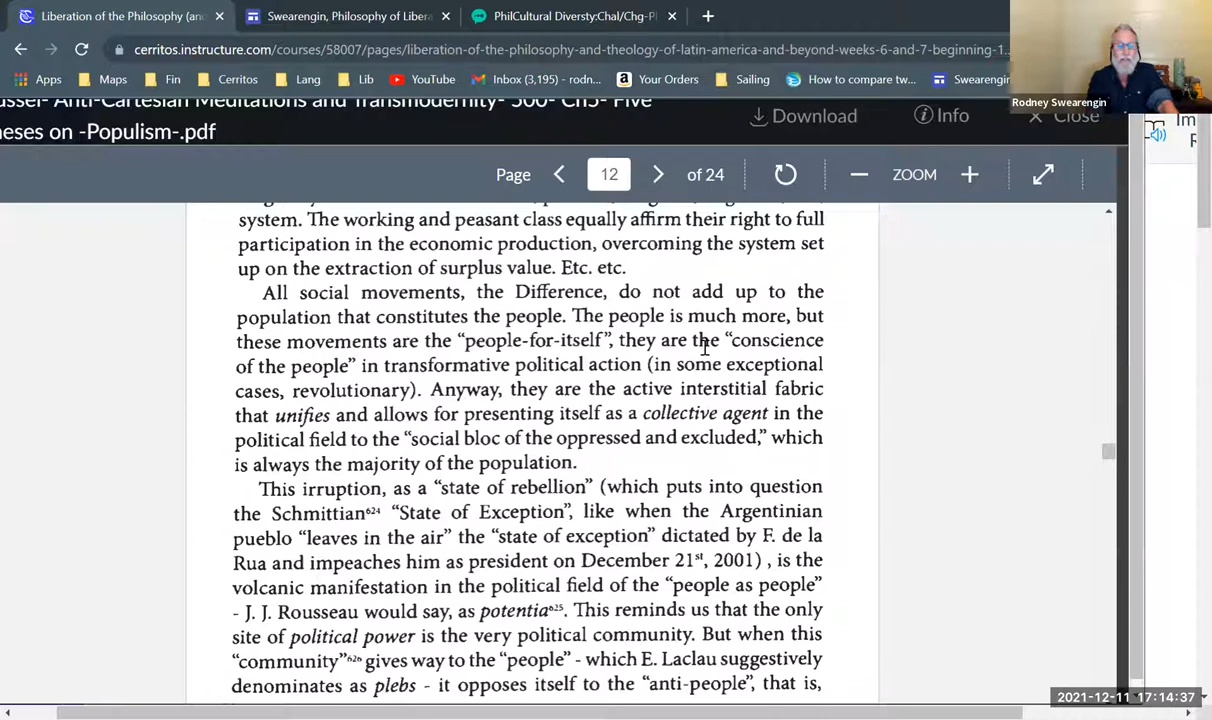 Liberation of the Philosophy (an
Swearengin, Philosophy of Libera
PhilCultural Diversty:Chal/Chg-P
cerritos.instructure.com/courses/58007/pages/liberation-of-the-philosophy-and-theology-of-latin-america-and-beyond-weeks-6-and-7-beginning-1...
Apps Maps Fin Cerritos Lang Lib YouTube Inbox (3,195) - rodn... Your Orders Sailing How to compare tw... Swearengin
Rodney Swearengin
ussel- Anti-Cartesian Meditations and Transmodernity- 300- Ch5- Five
neses on -Populism-.pdf
Download Info Close
Im
Page 12 of 24 ZOOM
system. The working and peasant class equally affirm their right to full
participation in the economic production, overcoming the system set
up on the extraction of surplus value. Etc. etc.
All social movements, the Difference, do not add up to the
population that constitutes the people. The people is much more, but
these movements are the “people-for-itself”, they are the “conscience
of the people” in transformative political action (in some exceptional
cases, revolutionary). Anyway, they are the active interstitial fabric
that unifies and allows for presenting itself as a collective agent in the
political field to the “social bloc of the oppressed and excluded,” which
is always the majority of the population.
This irruption, as a “state of rebellion” (which puts into question
the Schmittian⁶²⁴ “State of Exception”, like when the Argentinian
pueblo “leaves in the air” the “state of exception” dictated by F. de la
Rua and impeaches him as president on December 21st, 2001) , is the
volcanic manifestation in the political field of the “people as people”
- J. J. Rousseau would say, as potentia⁶²⁵. This reminds us that the only
site of political power is the very political community. But when this
“community”⁶²⁶ gives way to the “people” - which E. Laclau suggestively
denominates as plebs - it opposes itself to the “anti-people”, that is,
2021-12-11 17:14:37